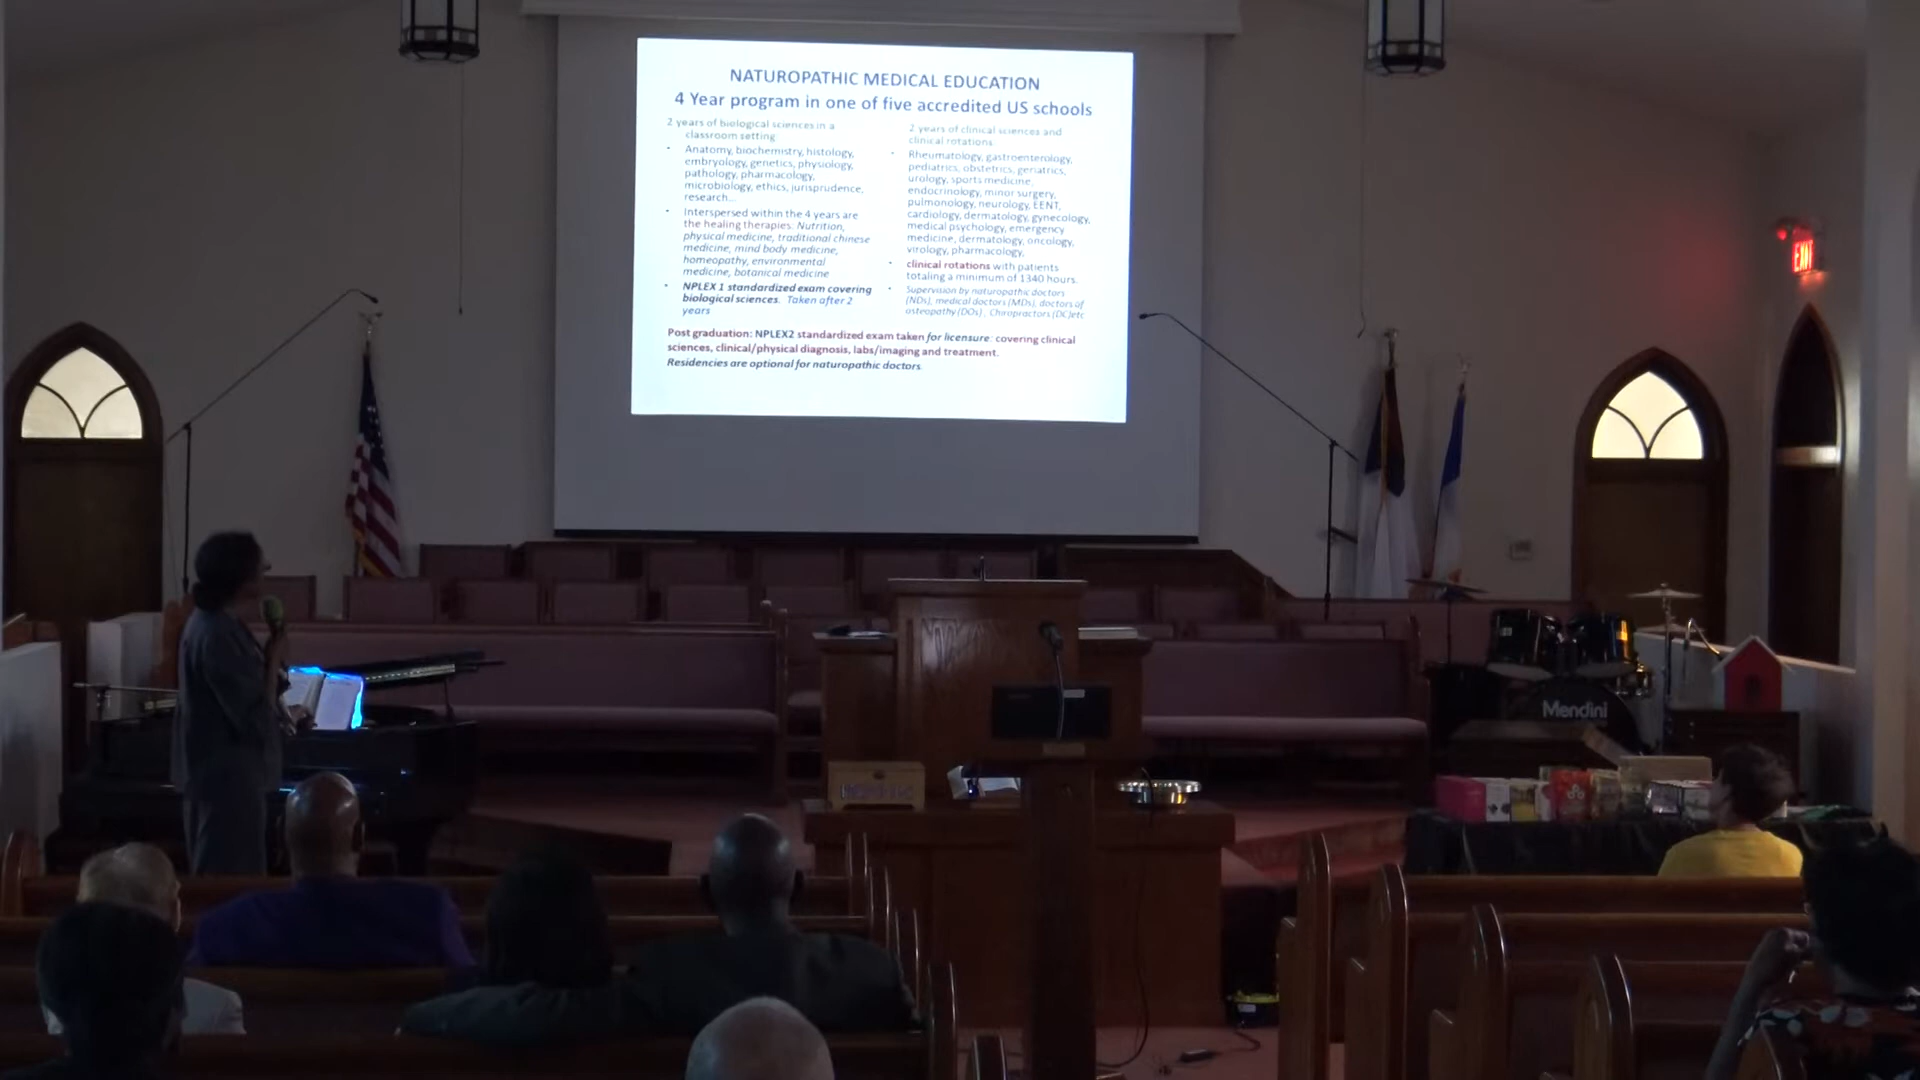 NATUROPATHIC MEDICAL EDUCATION
4 Year program in one of five accredited US schools
2 years of biological sciences in a
classroom setting
• Anatomy, biochemistry, histology,
embryology, genetics, physiology,
pathology, pharmacology,
microbiology, ethics, jurisprudence,
research...
• Interspersed within the 4 years are
the healing therapies: Nutrition,
physical medicine, traditional chinese
medicine, mind body medicine,
homeopathy, environmental
medicine, botanical medicine
• NPLEX 1 standardized exam covering
biological sciences. Taken after 2
years
2 years of clinical sciences and
clinical rotations
• Rheumatology, gastroenterology,
pediatrics, obstetrics, geriatrics,
urology, sports medicine,
endocrinology, minor surgery,
pulmonology, neurology, EENT,
cardiology, dermatology, gynecology,
medical psychology, emergency
medicine, dermatology, oncology,
virology, pharmacology,
• clinical rotations with patients
totaling a minimum of 1340 hours.
• Supervision by naturopathic doctors
(NDs), medical doctors (MDs), doctors of
osteopathy (DOs), Chiropractors (DC)etc
Post graduation: NPLEX2 standardized exam taken for licensure: covering clinical
sciences, clinical/physical diagnosis, labs/imaging and treatment.
Residencies are optional for naturopathic doctors.
EXIT
Mendini